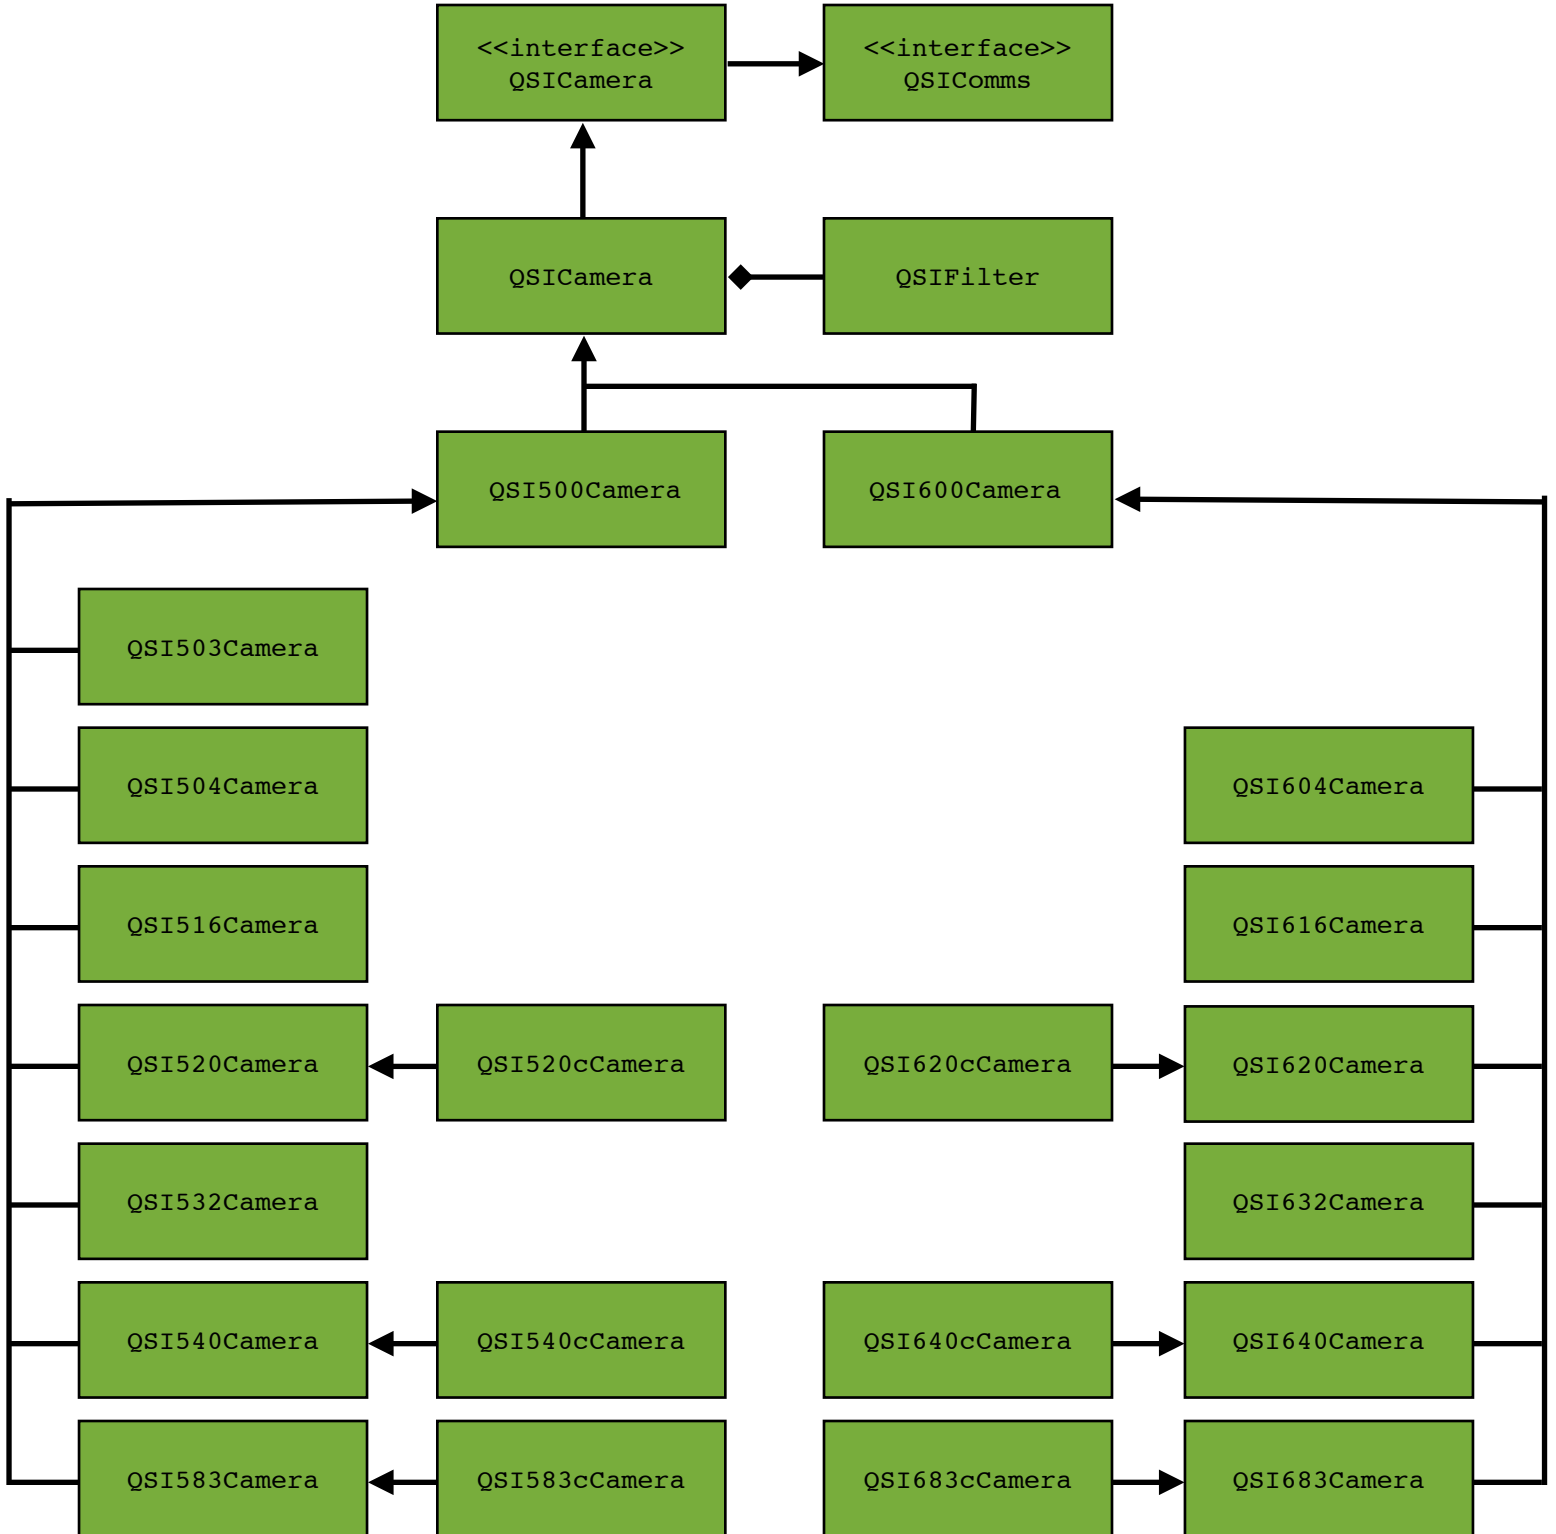 <<interface>>
QSICamera
<<interface>>
QSIComms
QSICamera
QSIFilter
QSI500Camera
QSI600Camera
QSI503Camera
QSI504Camera
QSI604Camera
QSI516Camera
QSI616Camera
QSI520Camera
QSI520cCamera
QSI620cCamera
QSI620Camera
QSI532Camera
QSI632Camera
QSI540Camera
QSI540cCamera
QSI640cCamera
QSI640Camera
QSI583Camera
QSI583cCamera
QSI683cCamera
QSI683Camera